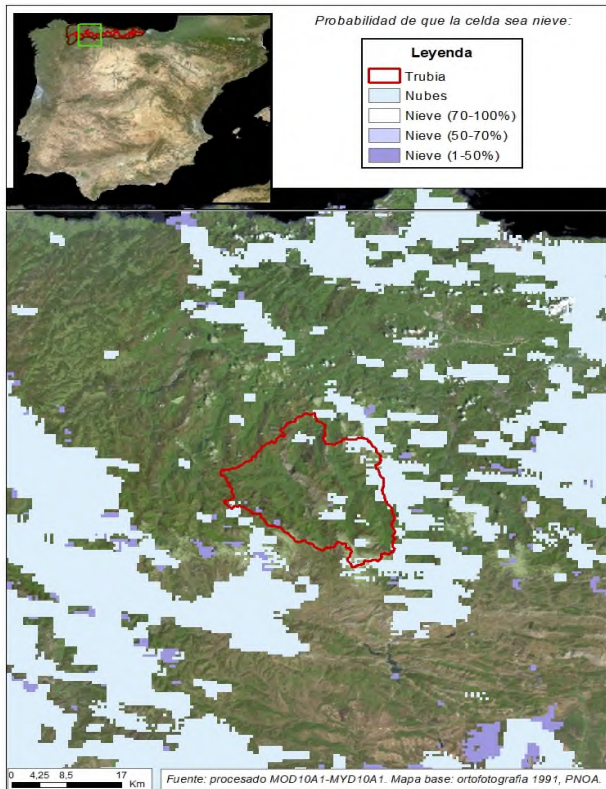 Probabilidad de que la celda sea nieve:
Leyenda
Trubia
Nubes
Nieve (70-100%)
Nieve (50-70%)
Nieve (1-50%)
0 4,25 8,5 17
Km
Fuente: procesado MOD10A1-MYD10A1. Mapa base: ortofotografia 1991, PNOA.